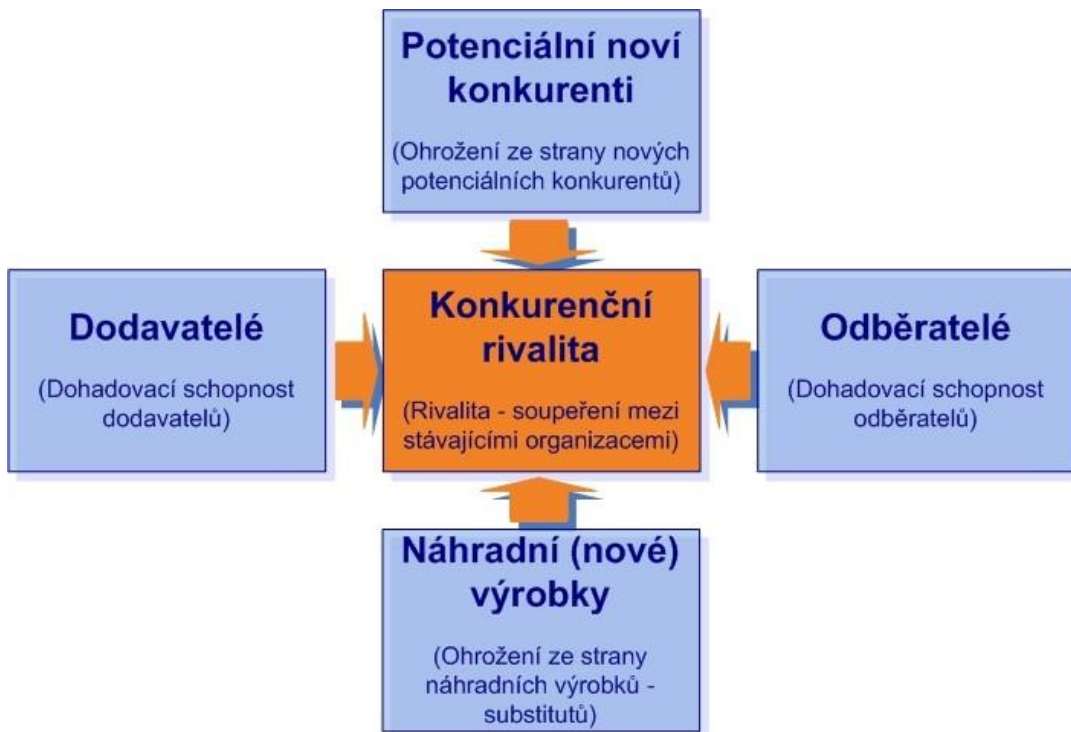 Potenciální noví
konkurenti
(Ohrožení ze strany nových
potenciálních konkurentů)
Dodavatelé
(Dohadovací schopnost
dodavatelů)
Konkurenční
rivalita
(Rivalita - soupeření mezi
stávajícími organizacemi)
Odběratelé
(Dohadovací schopnost
odběratelů)
Náhradní (nové)
výrobky
(Ohrožení ze strany
náhradních výrobků -
substitutů)